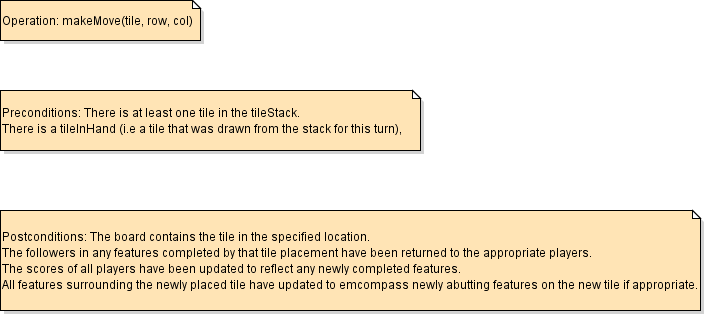 Operation: makeMove(tile, row, col)
Preconditions: There is at least one tile in the tileStack.
There is a tileInHand (i.e a tile that was drawn from the stack for this turn),
Postconditions: The board contains the tile in the specified location.
The followers in any features completed by that tile placement have been returned to the appropriate players.
The scores of all players have been updated to reflect any newly completed features.
All features surrounding the newly placed tile have updated to emcompass newly abutting features on the new tile if appropriate.